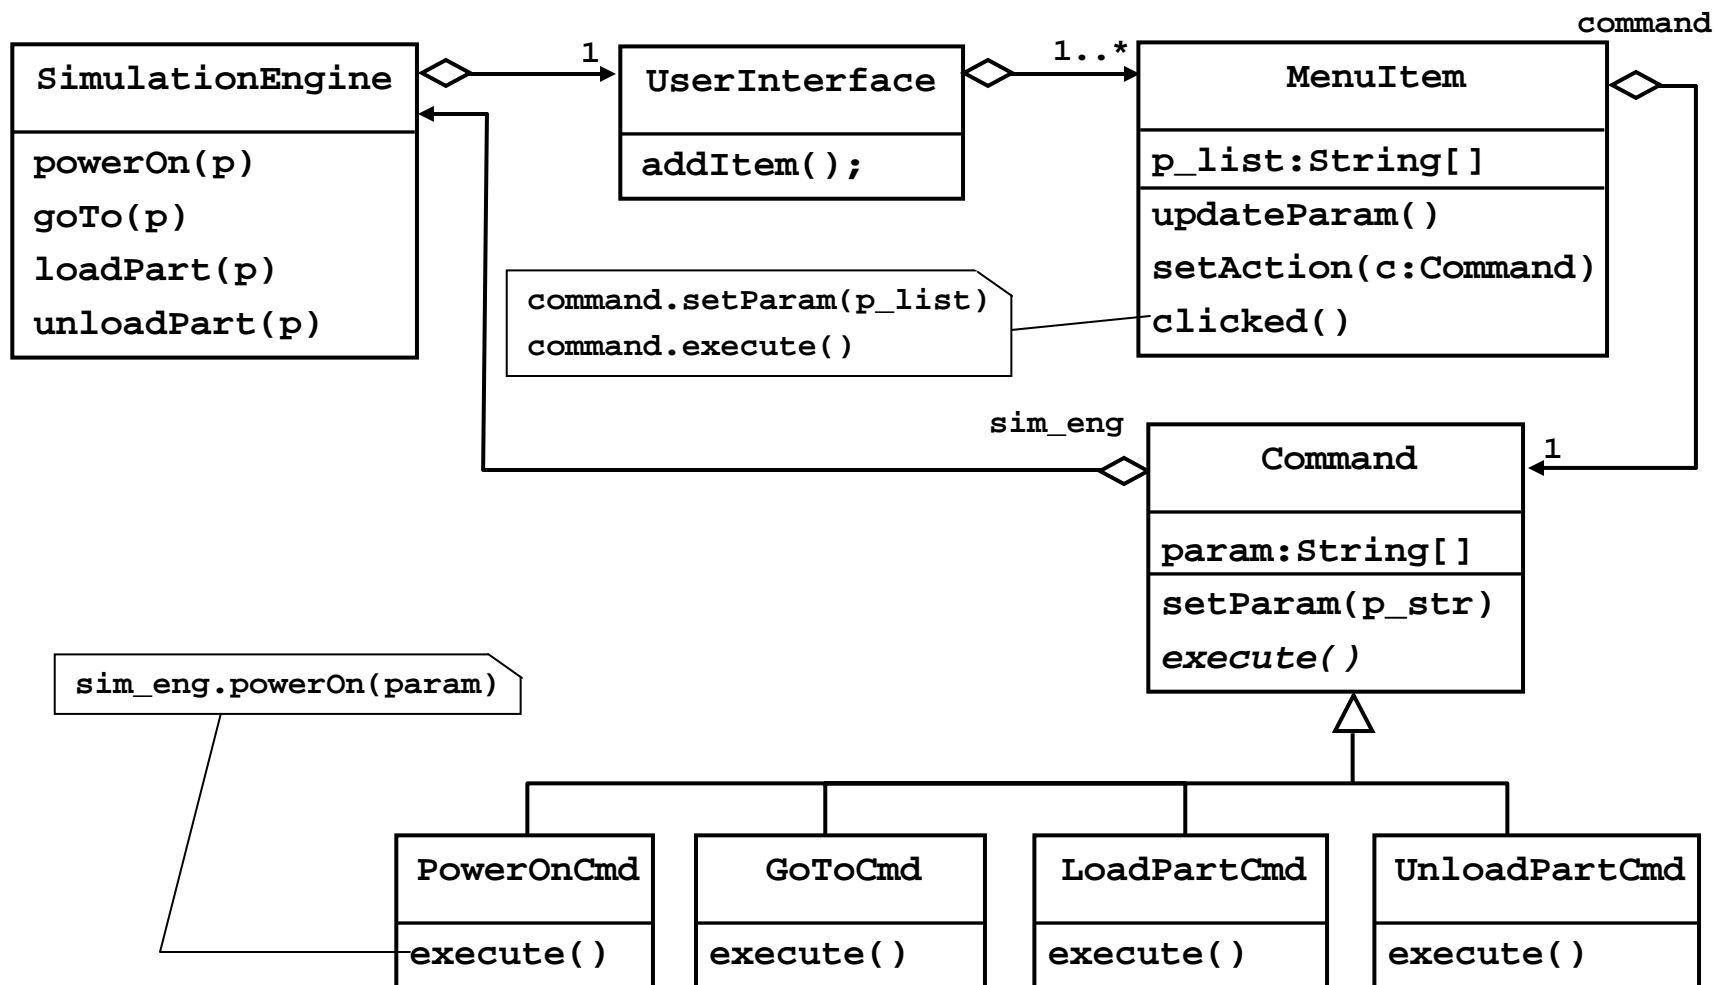 command
SimulationEngine
1
UserInterface
1..*
MenuItem
powerOn(p)
goTo(p)
loadPart(p)
unloadPart(p)
addItem();
p_list:String[]
updateParam()
setAction(c:Command)
clicked()
command.setParam(p_list)
command.execute()
sim_eng
Command
1
param:String[]
setParam(p_str)
execute()
sim_eng.powerOn(param)
PowerOnCmd
GoToCmd
LoadPartCmd
UnloadPartCmd
execute()
execute()
execute()
execute()